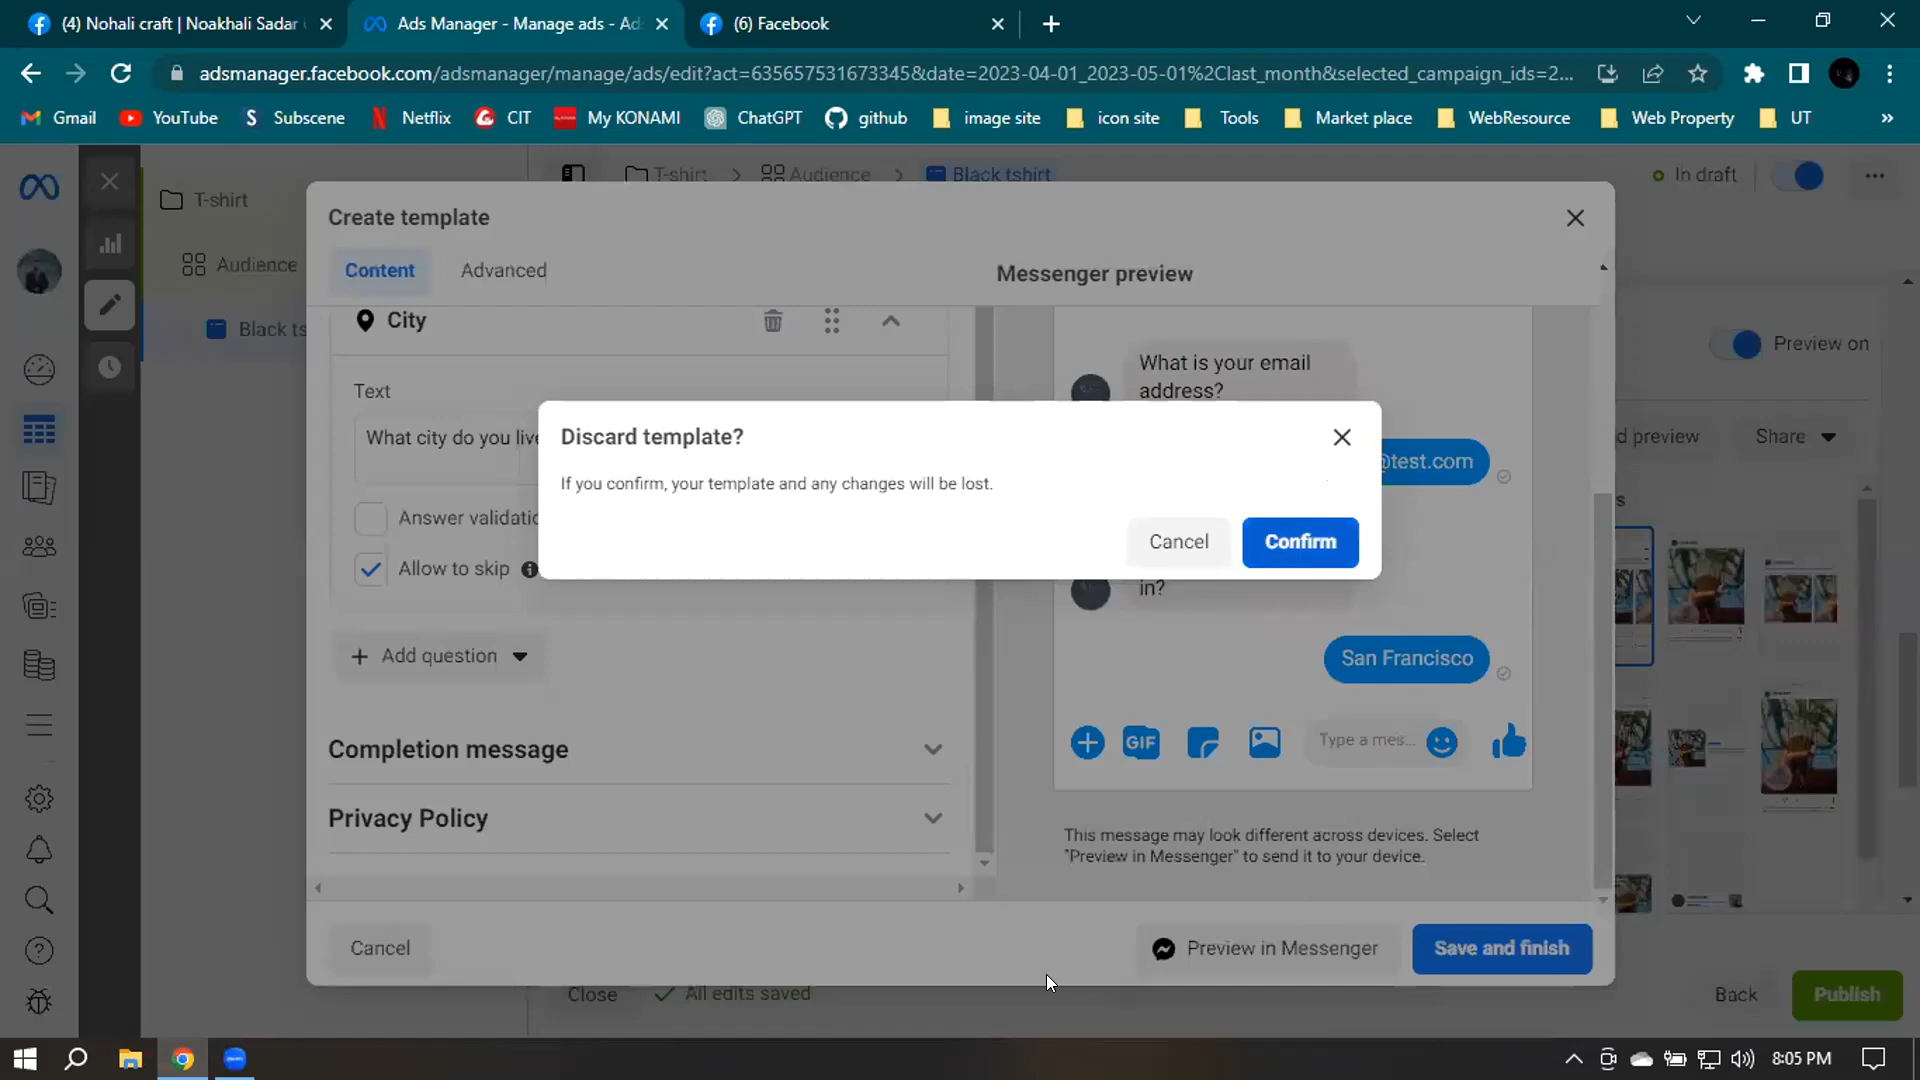 (4) Nohali craft | Noakhali Sadar
Ads Manager - Manage ads - Ad
(6) Facebook
adsmanager.facebook.com/adsmanager/manage/ads/edit?act=635657531673345&date=2023-04-01_2023-05-01%2Clast_month&selected_campaign_ids=2...
Gmail
YouTube
Subscene
Netflix
CIT
My KONAMI
ChatGPT
github
image site
icon site
Tools
Market place
WebResource
Web Property
UT
»
T-shirt
Audience
Black tshirt
In draft
T-shirt
Audience
Black ts
Create template
Content
Advanced
Messenger preview
City
Text
What city do you live
Answer validatio
Allow to skip
Add question
Completion message
Privacy Policy
What is your email
address?
@test.com
in?
San Francisco
GIF
Type a mes...
This message may look different across devices. Select
"Preview in Messenger" to send it to your device.
Discard template?
If you confirm, your template and any changes will be lost.
Cancel
Confirm
Preview on
d preview
Share
s
Cancel
Preview in Messenger
Save and finish
Close
All edits saved
Back
Publish
8:05 PM